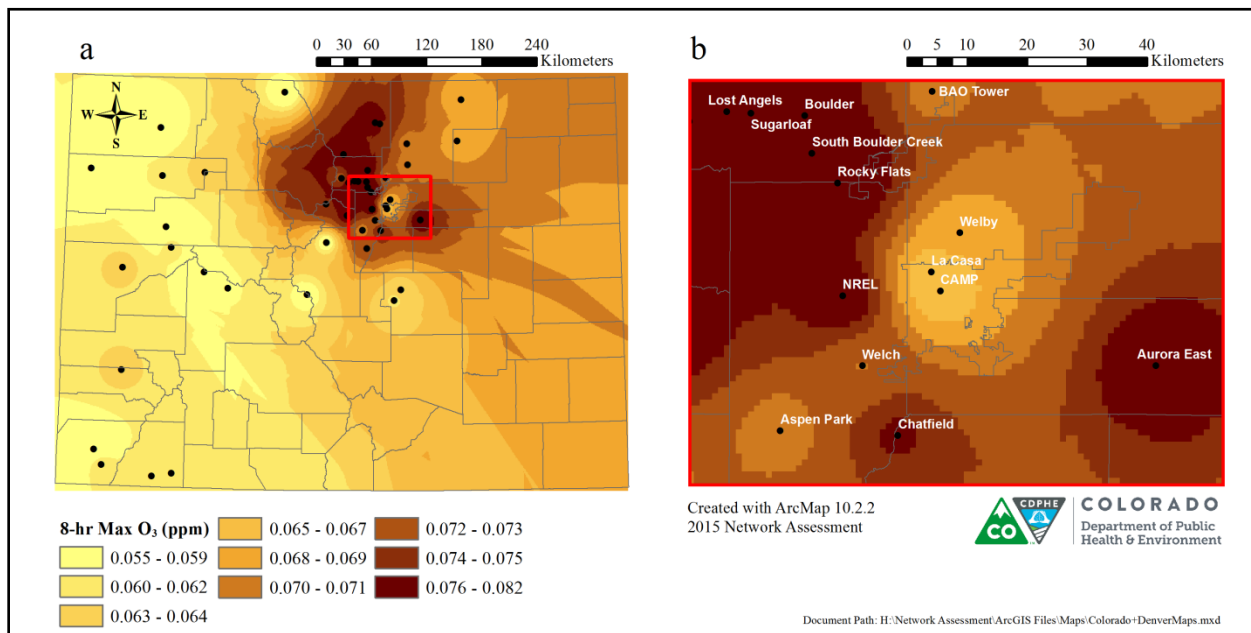 a
0 30 60 120 180 240
Kilometers
N
W E
S
b
0 5 10 20 30 40
Kilometers
BAO Tower
Lost Angels
Boulder
Sugarloaf
South Boulder Creek
Rocky Flats
Welby
La Casa
CAMP
NREL
Welch
Aurora East
Aspen Park
Chatfield
8-hr Max O₃ (ppm)
0.055 - 0.059
0.060 - 0.062
0.063 - 0.064
0.065 - 0.067
0.068 - 0.069
0.070 - 0.071
0.072 - 0.073
0.074 - 0.075
0.076 - 0.082
Created with ArcMap 10.2.2
2015 Network Assessment
CO
CDPHE
COLORADO
Department of Public
Health & Environment
Document Path: H:\Network Assessment\ArcGIS Files\Maps\Colorado+DenverMaps.mxd